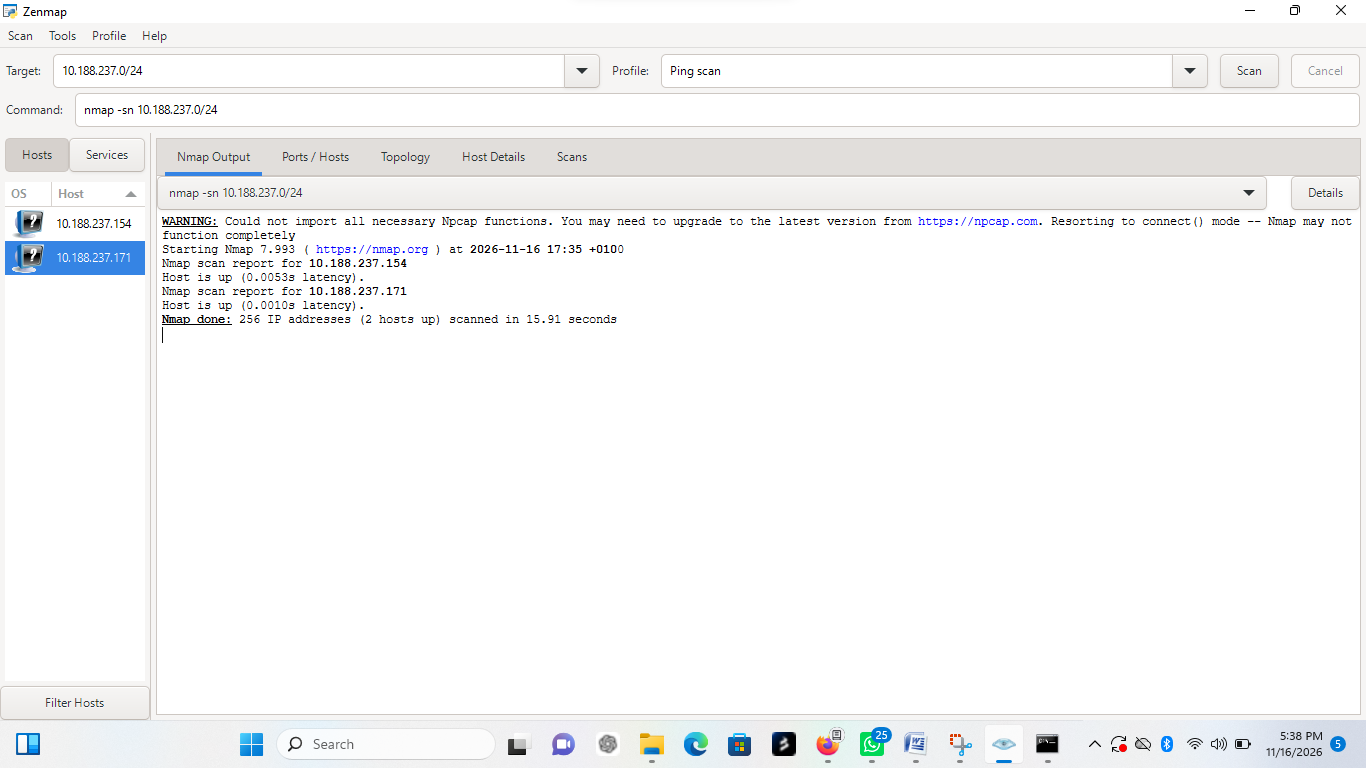 Zenmap
Scan Tools Profile Help
Target: 10.188.237.0/24 Profile: Ping scan Scan Cancel
Command: nmap -sn 10.188.237.0/24
Hosts Services
OS Host
10.188.237.154
10.188.237.171
Filter Hosts
Nmap Output Ports / Hosts Topology Host Details Scans
nmap -sn 10.188.237.0/24 Details
WARNING: Could not import all necessary Npcap functions. You may need to upgrade to the latest version from https://npcap.com. Resorting to connect() mode -- Nmap may not
function completely
Starting Nmap 7.993 ( https://nmap.org ) at 2026-11-16 17:35 +0100
Nmap scan report for 10.188.237.154
Host is up (0.0053s latency).
Nmap scan report for 10.188.237.171
Host is up (0.0010s latency).
Nmap done: 256 IP addresses (2 hosts up) scanned in 15.91 seconds
Search
25
5:38 PM
11/16/2026
5